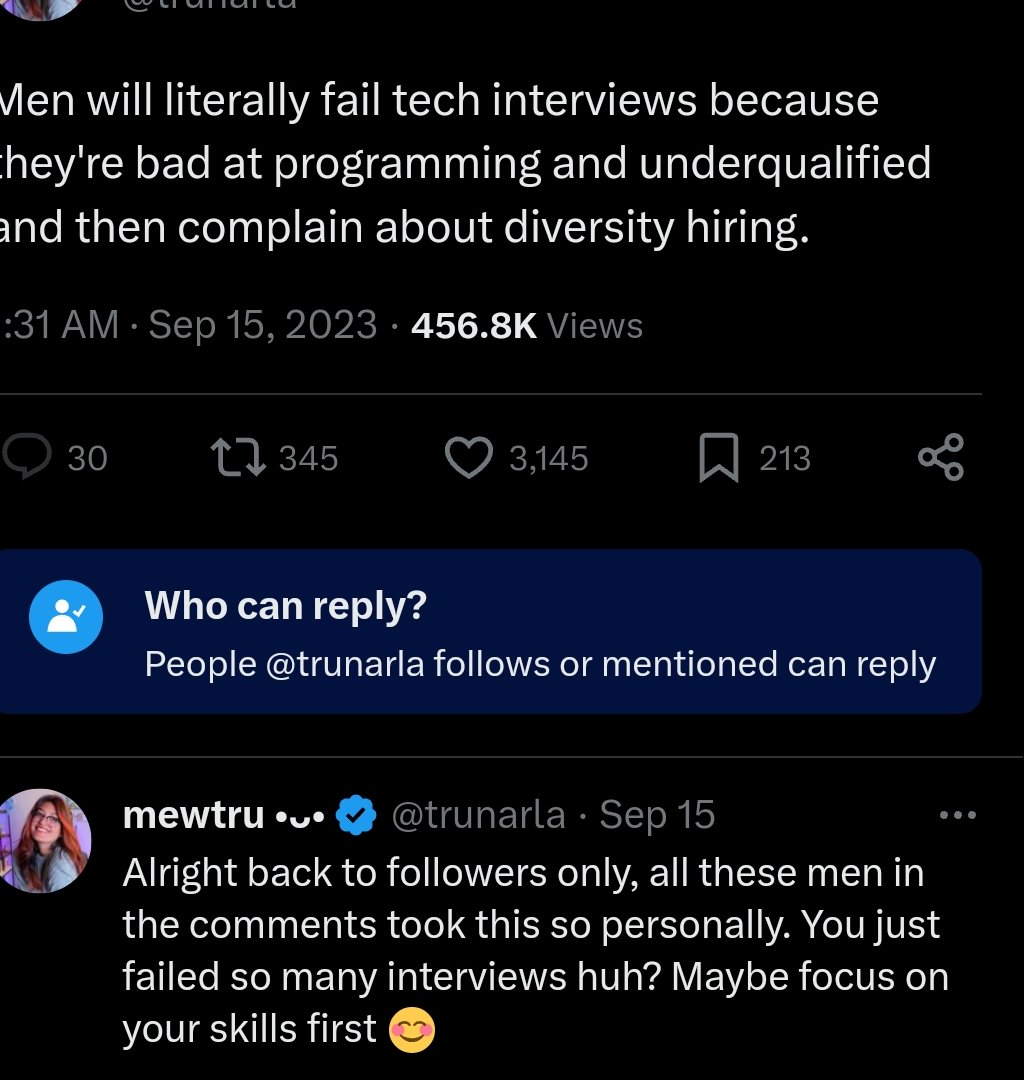 @trunarla
Men will literally fail tech interviews because
they're bad at programming and underqualified
and then complain about diversity hiring.
:31 AM · Sep 15, 2023 · 456.8K Views
30 345 3,145 213
Who can reply?
People @trunarla follows or mentioned can reply
mewtru •ᴗ• @trunarla · Sep 15
Alright back to followers only, all these men in
the comments took this so personally. You just
failed so many interviews huh? Maybe focus on
your skills first 😊